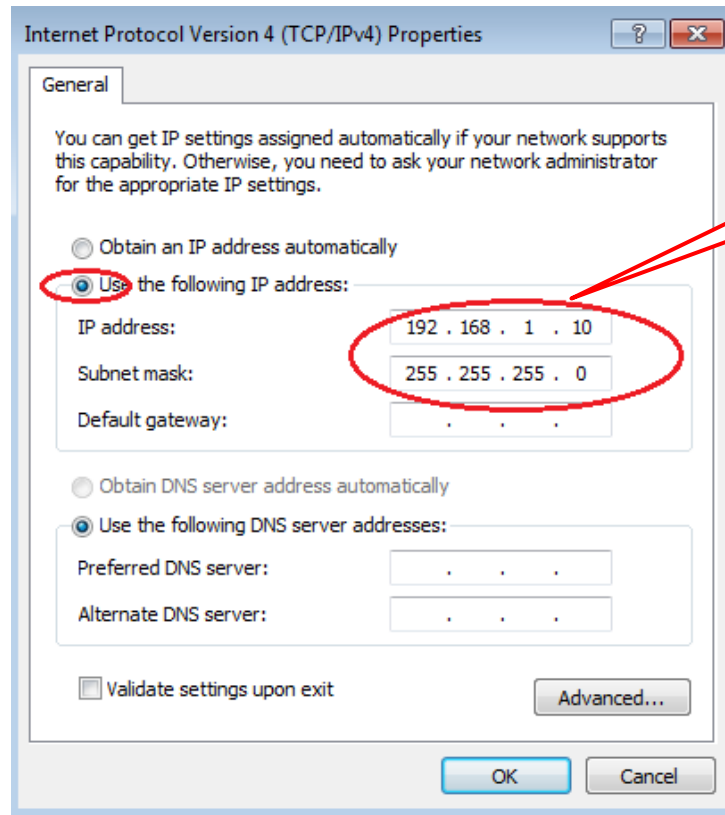 Internet Protocol Version 4 (TCP/IPv4) Properties
General
You can get IP settings assigned automatically if your network supports
this capability. Otherwise, you need to ask your network administrator
for the appropriate IP settings.
Obtain an IP address automatically
Use the following IP address:
IP address: 192 . 168 . 1 . 10
Subnet mask: 255 . 255 . 255 . 0
Default gateway: . . .
Obtain DNS server address automatically
Use the following DNS server addresses:
Preferred DNS server: . . .
Alternate DNS server: . . .
Validate settings upon exit
Advanced...
OK Cancel